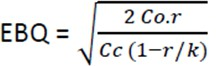 EBQ = √(2 Co.r / Cc (1−r/k))